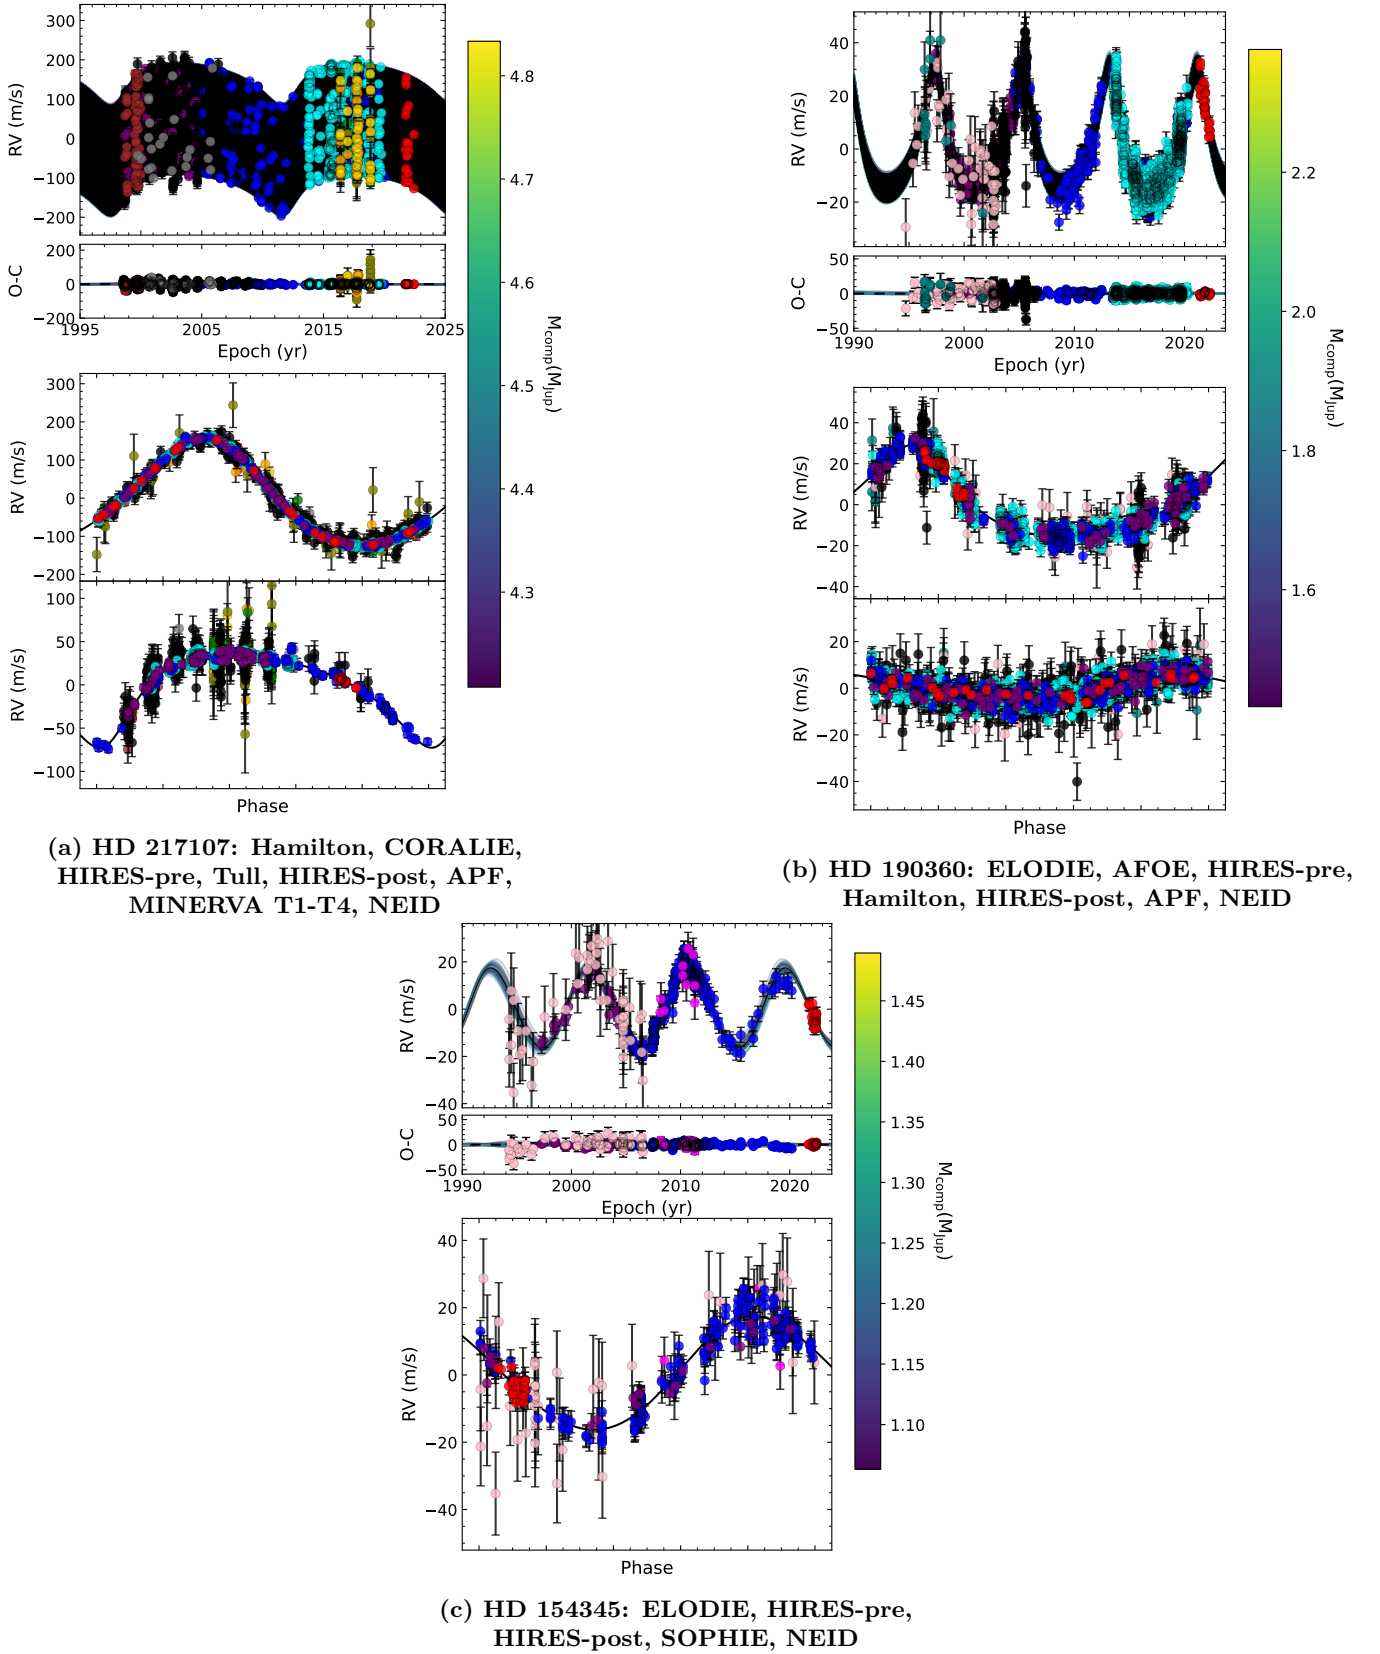 300
200
100
0
−100
−200
RV (m/s)
200
0
−200
O-C
1995
2005
2015
2025
Epoch (yr)
300
200
100
0
−100
−200
RV (m/s)
100
50
0
−50
−100
RV (m/s)
Phase
4.8
4.7
4.6
4.5
4.4
4.3
Mcomp(MJup)
(a) HD 217107: Hamilton, CORALIE,
HIRES-pre, Tull, HIRES-post, APF,
MINERVA T1-T4, NEID
40
20
0
−20
RV (m/s)
50
0
−50
O-C
1990
2000
2010
2020
Epoch (yr)
40
20
0
−20
−40
RV (m/s)
20
0
−20
−40
RV (m/s)
Phase
2.2
2.0
1.8
1.6
Mcomp(MJup)
(b) HD 190360: ELODIE, AFOE, HIRES-pre,
Hamilton, HIRES-post, APF, NEID
20
0
−20
−40
RV (m/s)
50
0
−50
O-C
1990
2000
2010
2020
Epoch (yr)
40
20
0
−20
−40
RV (m/s)
Phase
1.45
1.40
1.35
1.30
1.25
1.20
1.15
1.10
Mcomp(MJup)
(c) HD 154345: ELODIE, HIRES-pre,
HIRES-post, SOPHIE, NEID